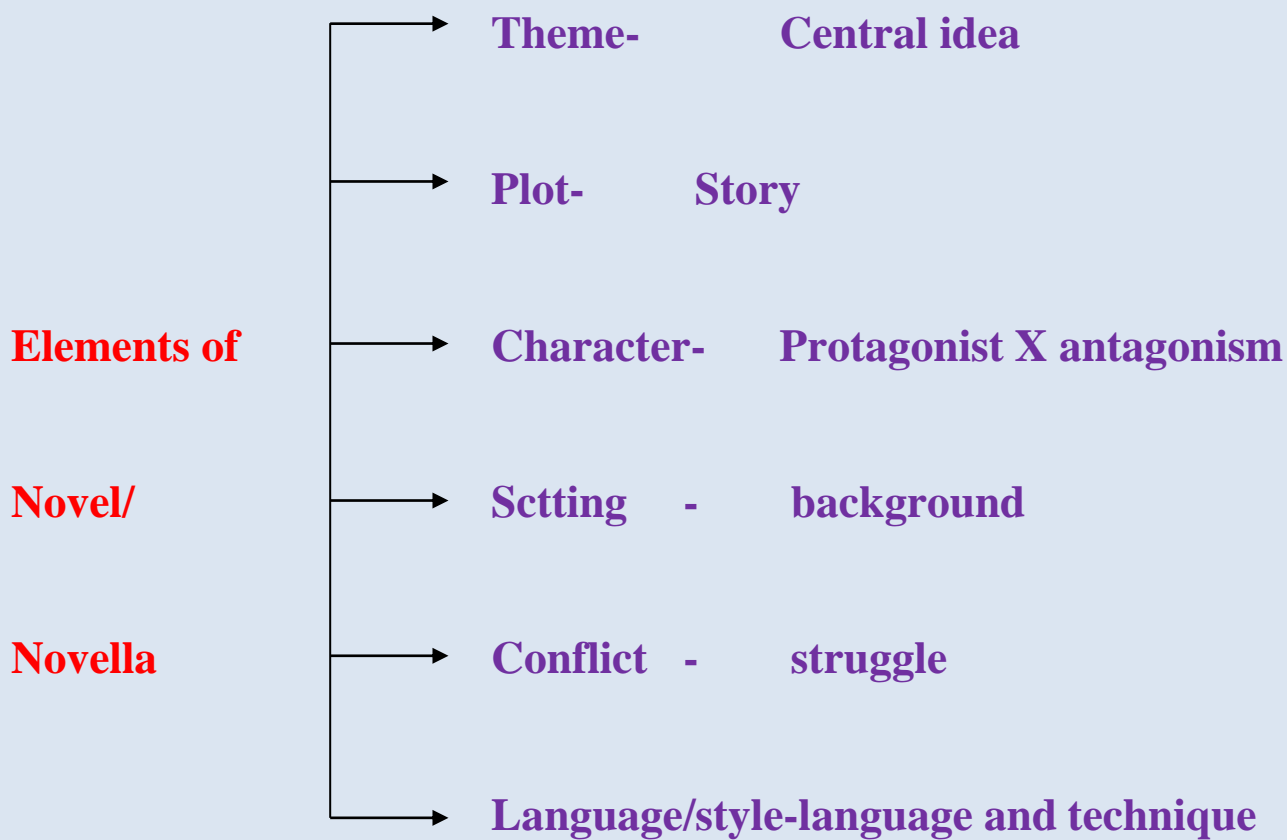 Theme- Central idea
Plot- Story
Elements of
Character- Protagonist X antagonism
Novel/
Sctting - background
Novella
Conflict - struggle
Language/style-language and technique